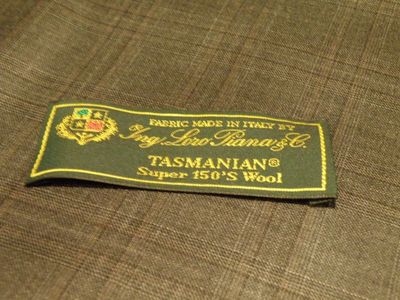 FABRIC MADE IN ITALY BY
Ing. Loro Piana & C.
TASMANIAN®
Super 150'S Wool